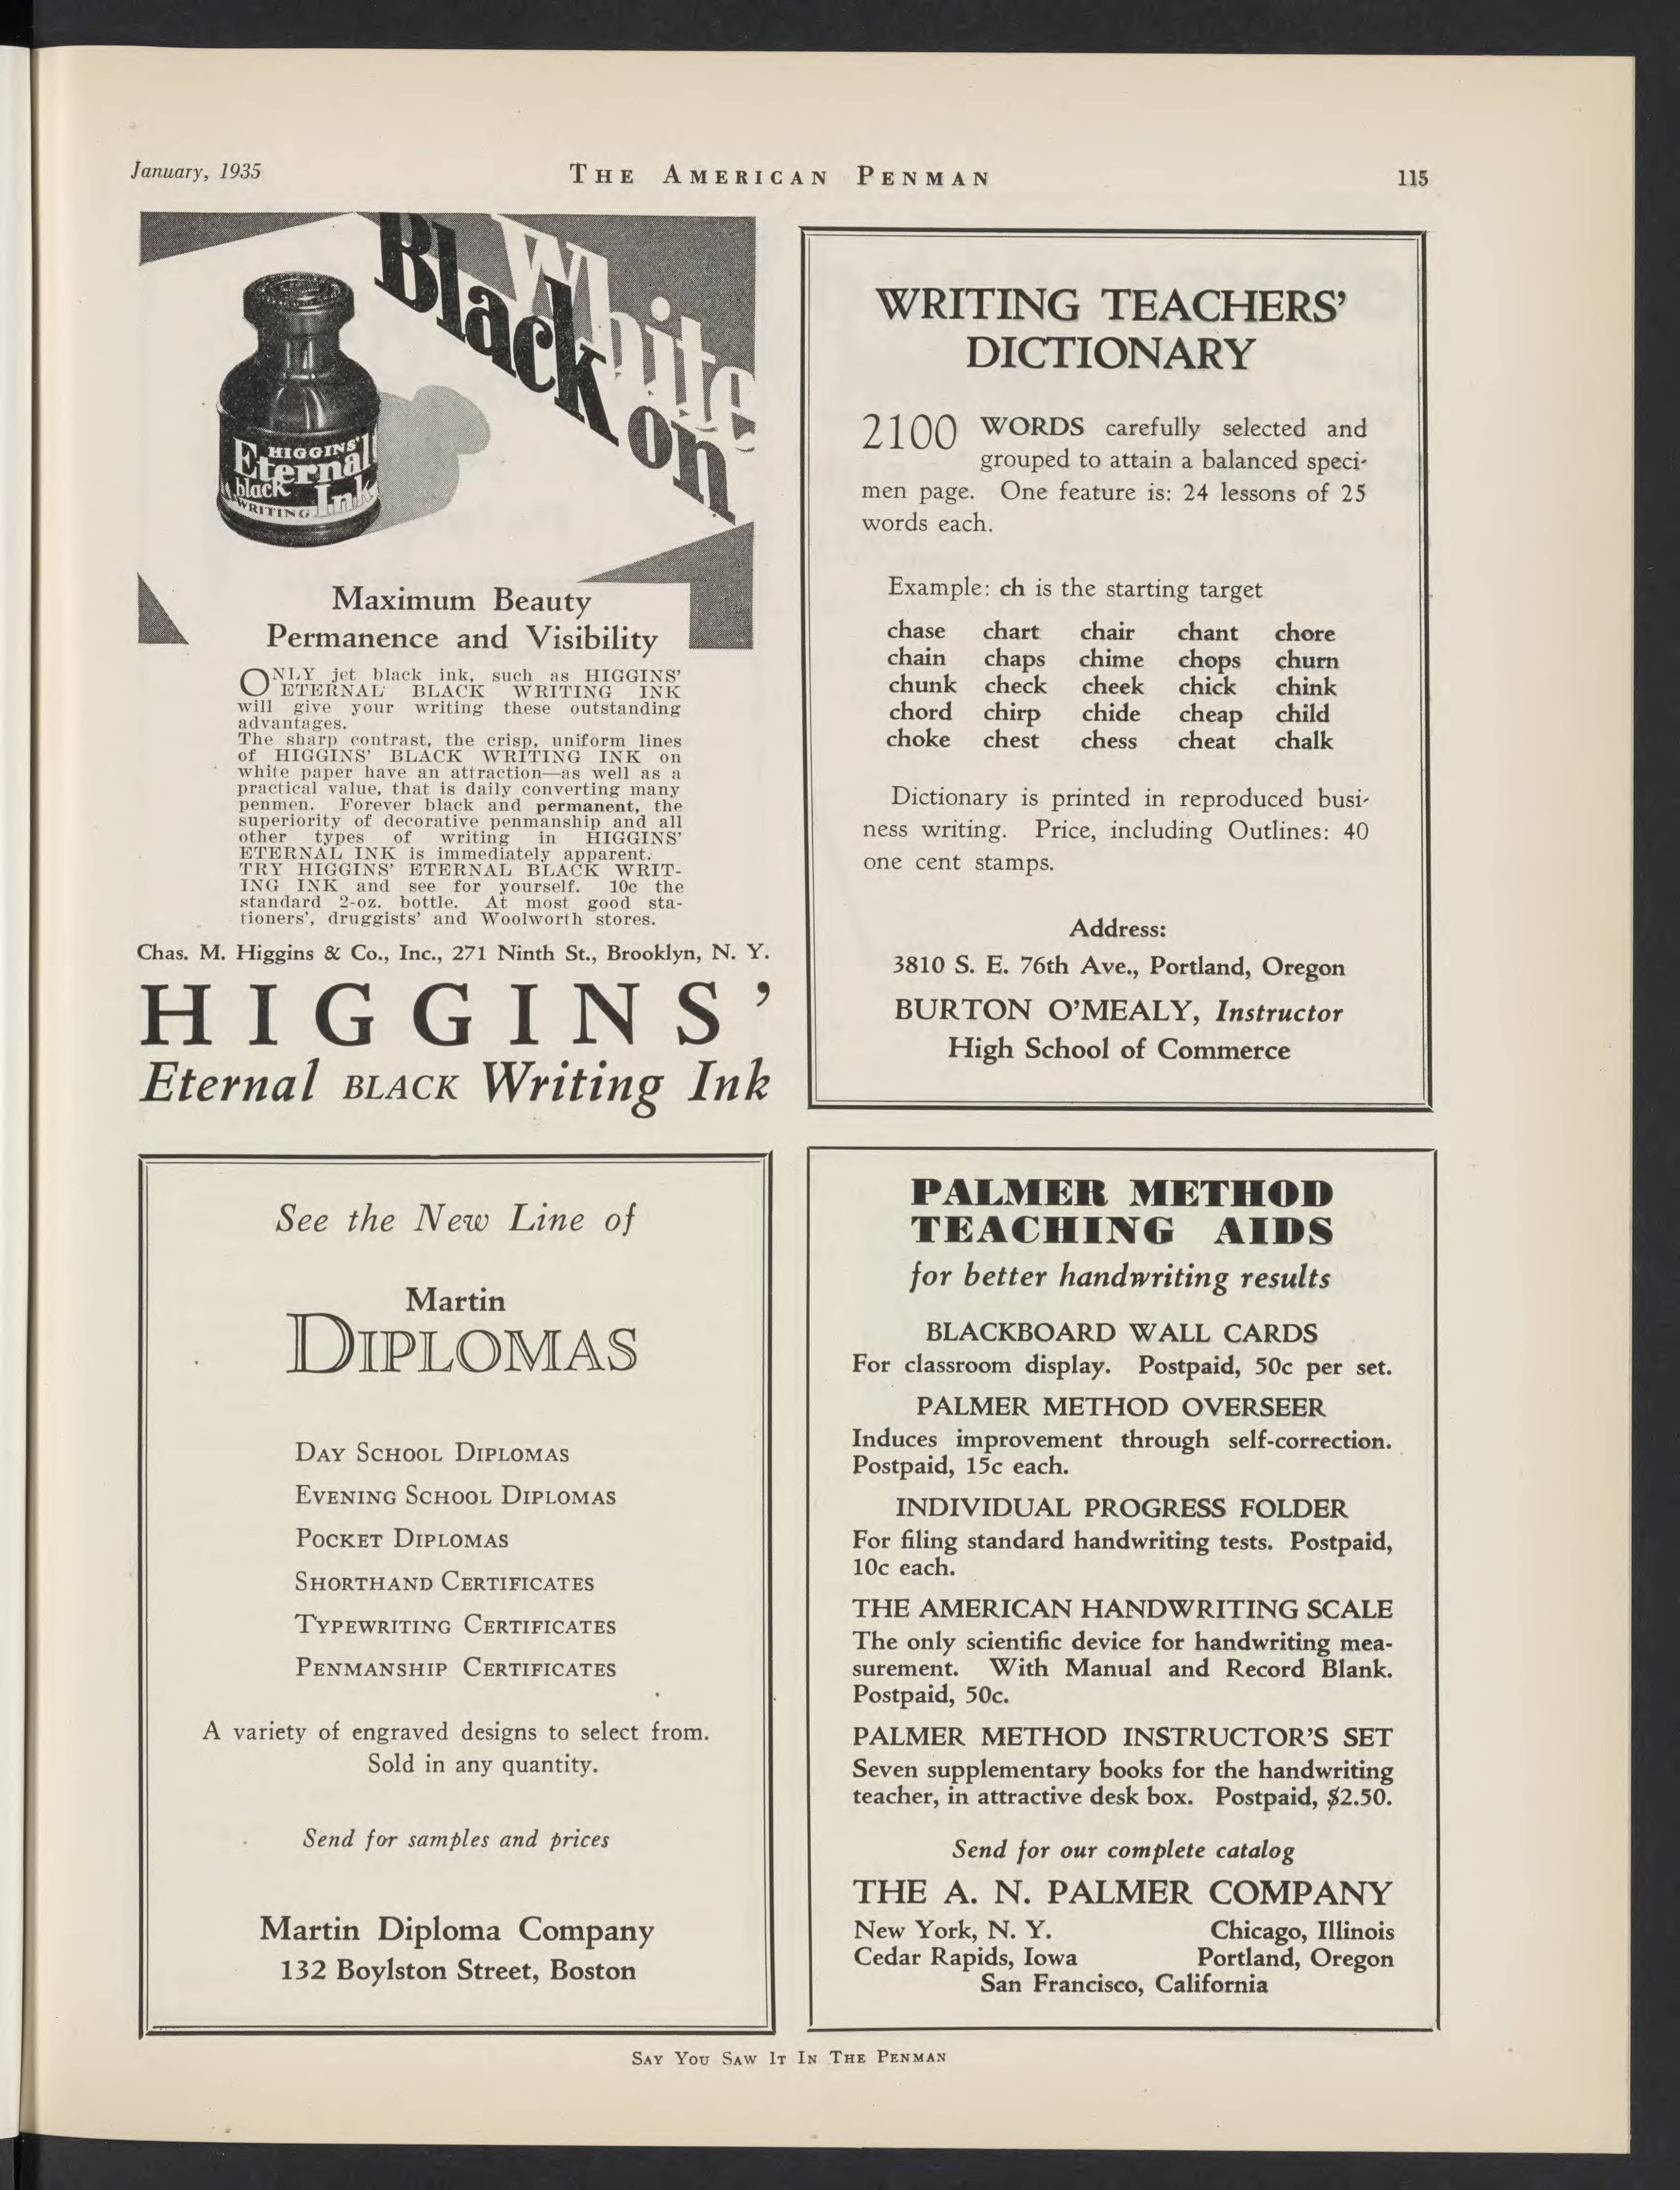 January, 1935
THE AMERICAN PENMAN
115
Black on White
HIGGINS'
Eternal
black Ink
WRITING
Maximum Beauty
Permanence and Visibility
ONLY jet black ink, such as HIGGINS'
ETERNAL BLACK WRITING INK
will give your writing these outstanding
advantages.
The sharp contrast, the crisp, uniform lines
of HIGGINS' BLACK WRITING INK on
white paper have an attraction—as well as a
practical value, that is daily converting many
penmen. Forever black and permanent, the
superiority of decorative penmanship and all
other types of writing in HIGGINS'
ETERNAL INK is immediately apparent.
TRY HIGGINS' ETERNAL BLACK WRIT-
ING INK and see for yourself. 10c the
standard 2-oz. bottle. At most good sta-
tioners', druggists' and Woolworth stores.
Chas. M. Higgins & Co., Inc., 271 Ninth St., Brooklyn, N. Y.
HIGGINS'
Eternal BLACK Writing Ink
WRITING TEACHERS'
DICTIONARY
2100 WORDS carefully selected and
grouped to attain a balanced speci-
men page. One feature is: 24 lessons of 25
words each.
Example: ch is the starting target
chase chart chair chant chore
chain chaps chime chops churn
chunk check cheek chick chink
chord chirp chide cheap child
choke chest chess cheat chalk
Dictionary is printed in reproduced busi-
ness writing. Price, including Outlines: 40
one cent stamps.
Address:
3810 S. E. 76th Ave., Portland, Oregon
BURTON O'MEALY, Instructor
High School of Commerce
See the New Line of
Martin
DIPLOMAS
DAY SCHOOL DIPLOMAS
EVENING SCHOOL DIPLOMAS
POCKET DIPLOMAS
SHORTHAND CERTIFICATES
TYPEWRITING CERTIFICATES
PENMANSHIP CERTIFICATES
A variety of engraved designs to select from.
Sold in any quantity.
Send for samples and prices
Martin Diploma Company
132 Boylston Street, Boston
PALMER METHOD
TEACHING AIDS
for better handwriting results
BLACKBOARD WALL CARDS
For classroom display. Postpaid, 50c per set.
PALMER METHOD OVERSEER
Induces improvement through self-correction.
Postpaid, 15c each.
INDIVIDUAL PROGRESS FOLDER
For filing standard handwriting tests. Postpaid,
10c each.
THE AMERICAN HANDWRITING SCALE
The only scientific device for handwriting mea-
surement. With Manual and Record Blank.
Postpaid, 50c.
PALMER METHOD INSTRUCTOR'S SET
Seven supplementary books for the handwriting
teacher, in attractive desk box. Postpaid, $2.50.
Send for our complete catalog
THE A. N. PALMER COMPANY
New York, N. Y. Chicago, Illinois
Cedar Rapids, Iowa Portland, Oregon
San Francisco, California
SAY YOU SAW IT IN THE PENMAN